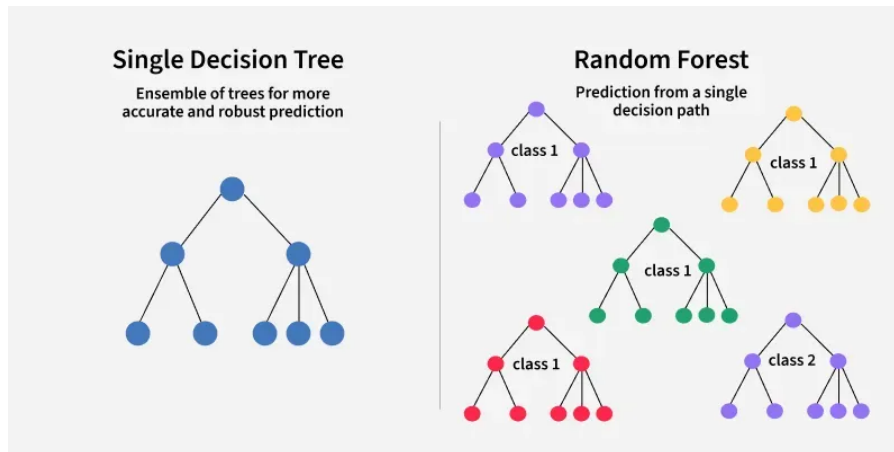 Single Decision Tree
Ensemble of trees for more
accurate and robust prediction
Random Forest
Prediction from a single
decision path
class 1
class 1
class 1
class 1
class 2